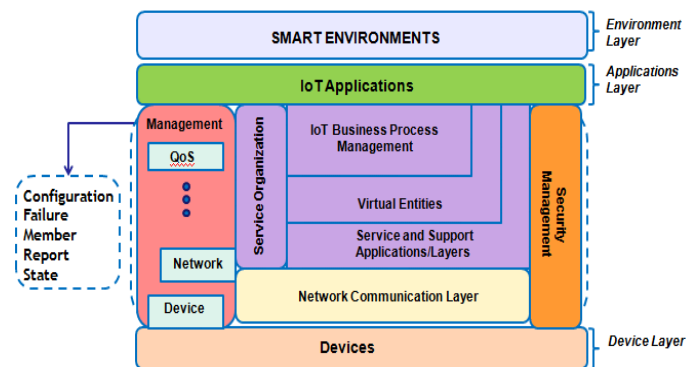 SMART ENVIRONMENTS
Environment
Layer
IoT Applications
Applications
Layer
Management
QoS
Network
Device
Configuration
Failure
Member
Report
State
Service Organization
IoT Business Process
Management
Virtual Entities
Service and Support
Applications/Layers
Network Communication Layer
Security
Management
Devices
Device Layer